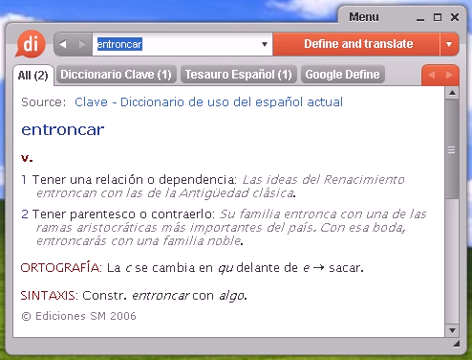 Menu
di
entroncar
Define and translate
All (2)
Diccionario Clave (1)
Tesauro Español (1)
Google Define
Source: Clave - Diccionario de uso del español actual
entroncar
v.
1 Tener una relación o dependencia: Las ideas del Renacimiento
entroncan con las de la Antigüedad clásica.
2 Tener parentesco o contraerlo: Su familia entronca con una de las
ramas aristocráticas más importantes del país. Con esa boda,
entroncarás con una familia noble.
ORTOGRAFÍA: La c se cambia en qu delante de e → sacar.
SINTAXIS: Constr. entroncar con algo.
© Ediciones SM 2006